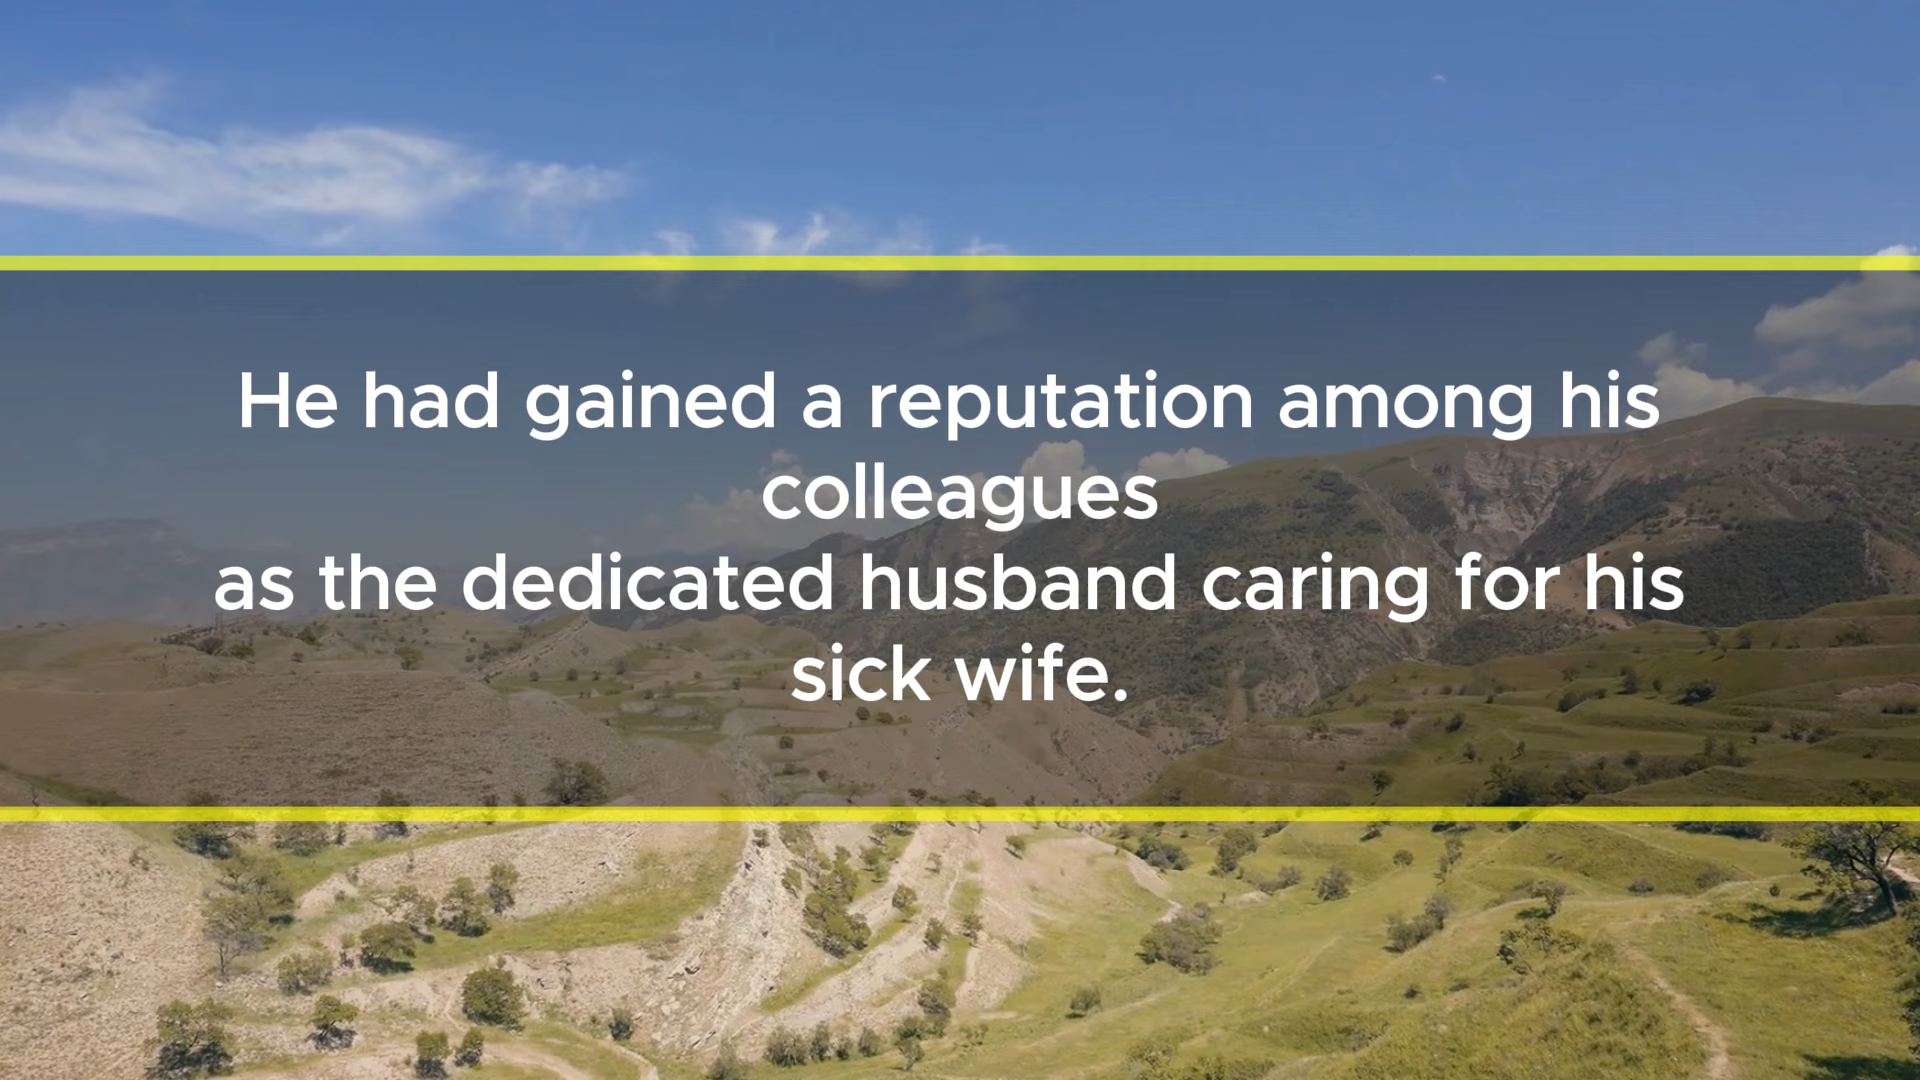 He had gained a reputation among his
colleagues
as the dedicated husband caring for his
sick wife.